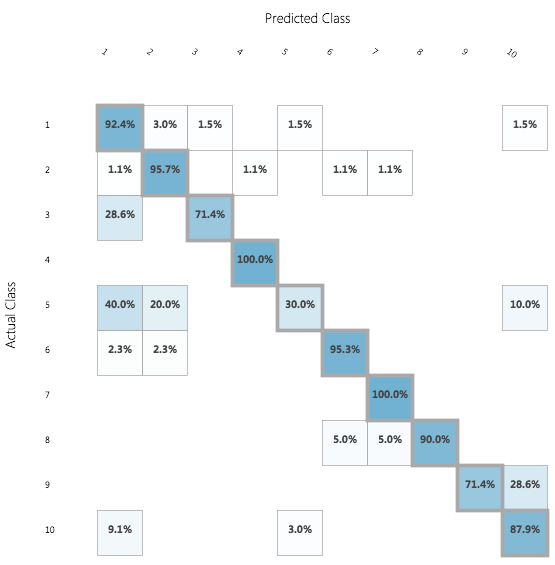 Predicted Class
1 2 3 4 5 6 7 8 9 10
1 92.4% 3.0% 1.5% 1.5% 1.5%
2 1.1% 95.7% 1.1% 1.1% 1.1%
3 28.6% 71.4%
4 100.0%
Actual Class
5 40.0% 20.0% 30.0% 10.0%
6 2.3% 2.3% 95.3%
7 100.0%
8 5.0% 5.0% 90.0%
9 71.4% 28.6%
10 9.1% 3.0% 87.9%